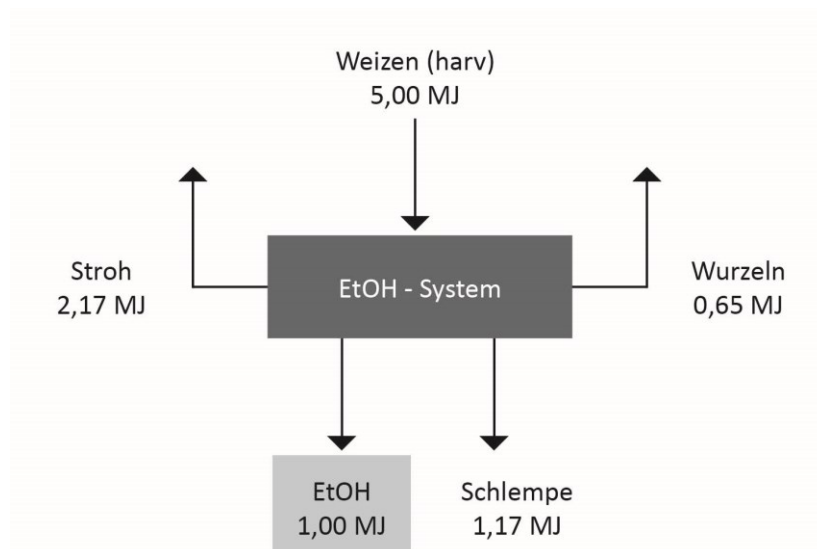 Weizen (harv)
5,00 MJ
Stroh
2,17 MJ
EtOH - System
Wurzeln
0,65 MJ
EtOH
1,00 MJ
Schlempe
1,17 MJ